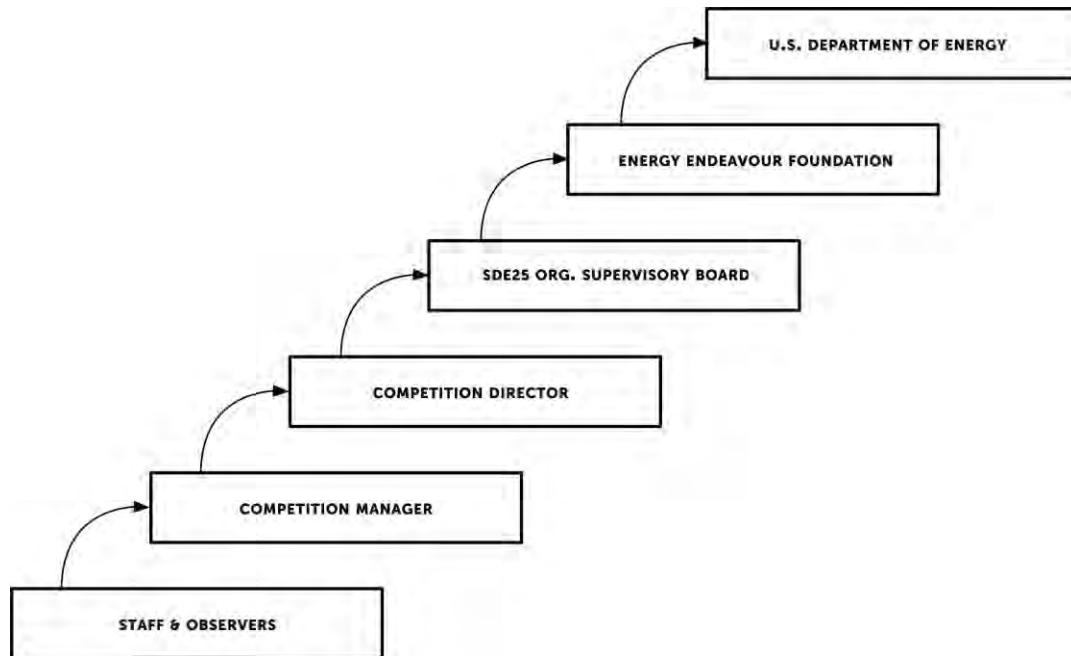 U.S. DEPARTMENT OF ENERGY
ENERGY ENDEAVOUR FOUNDATION
SDE25 ORG. SUPERVISORY BOARD
COMPETITION DIRECTOR
COMPETITION MANAGER
STAFF & OBSERVERS